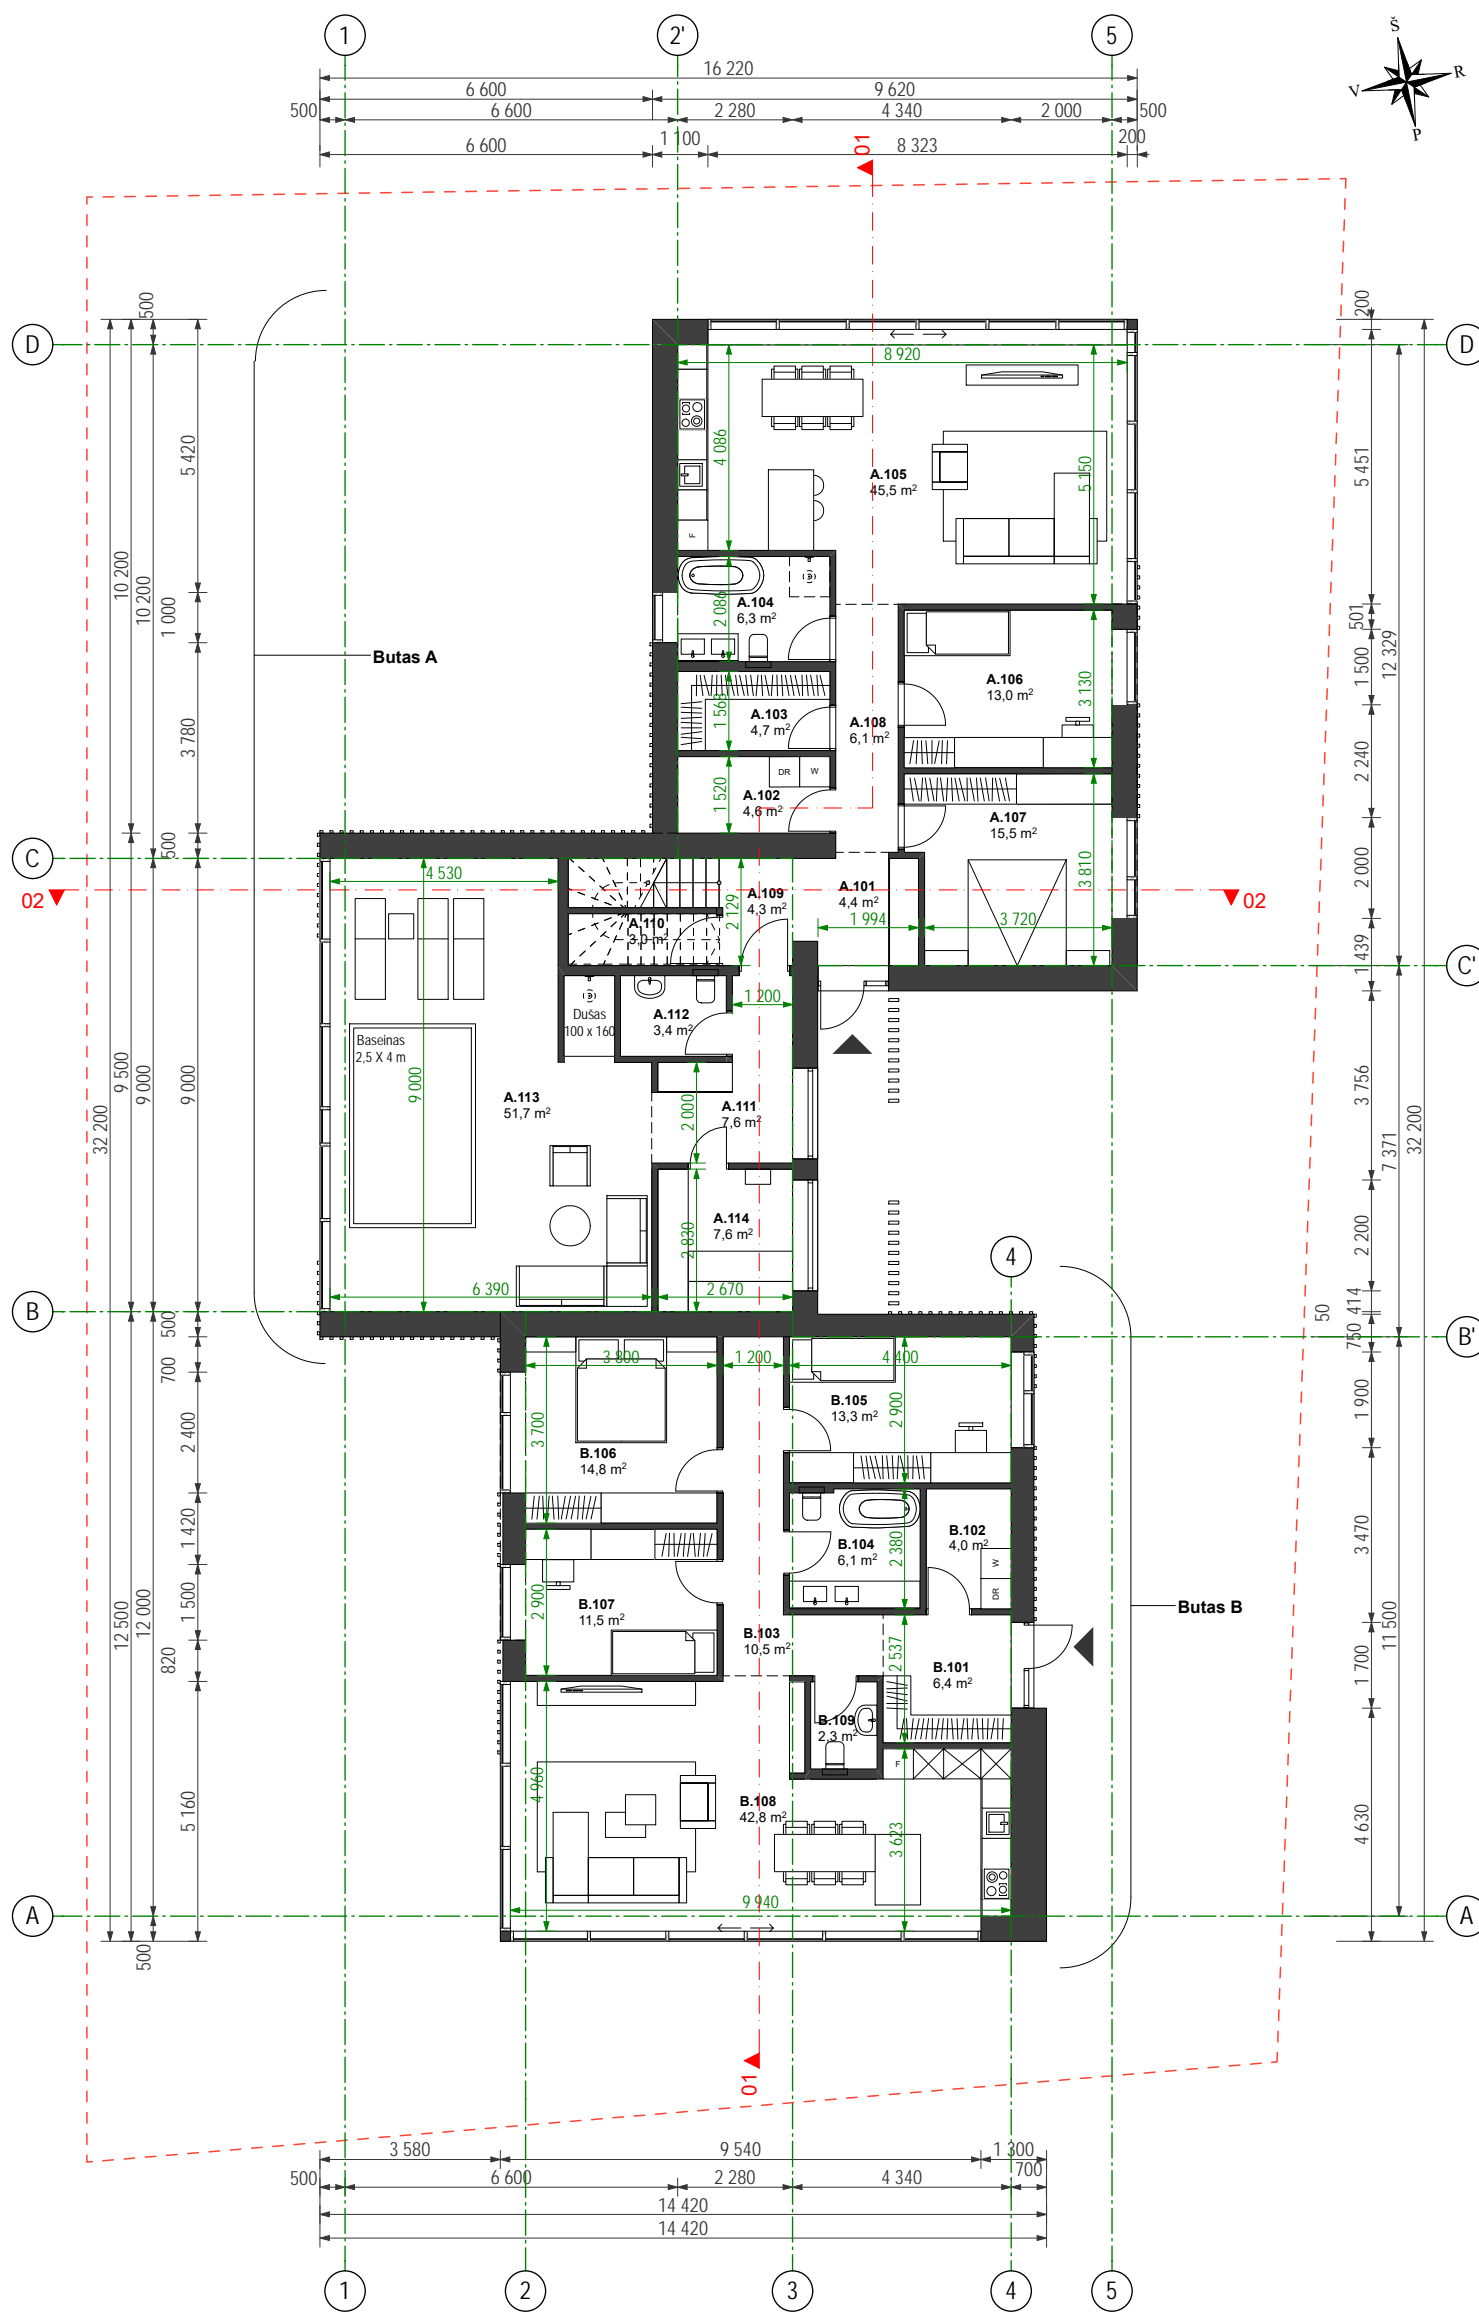 1
2'
5
Š
R
V
P
16 220
6 600
9 620
500
6 600
2 280
4 340
2 000
500
6 600
1 100
8 323
200
01
D
D
500
10 200
10 200
5 420
1 000
3 780
500
200
5 451
501
12 329
1 500
2 240
2 000
1 439
8 920
4 086
5 150
A.105
45,5 m²
F
A.104
6,3 m²
2 086
Butas A
A.106
13,0 m²
3 130
A.103
4,7 m²
1 563
A.108
6,1 m²
DR
W
A.102
4,6 m²
1 520
A.107
15,5 m²
3 810
C
02
4 530
A.109
4,3 m²
2 129
A.101
4,4 m²
1 994
3 720
02
A.110
3,0 m²
C'
1 200
Dušas
100 x 160
A.112
3,4 m²
Baseinas
2,5 X 4 m
9 500
9 000
9 000
32 200
9 000
A.113
51,7 m²
A.111
7,6 m²
2 000
A.114
7,6 m²
2 830
6 390
2 670
3 756
7 371
32 200
2 200
414
50
750
4
B
B'
500
700
2 400
1 420
1 500
820
5 160
12 500
12 000
500
3 800
1 200
4 400
3 700
B.106
14,8 m²
B.105
13,3 m²
2 900
B.104
6,1 m²
2 380
B.102
4,0 m²
W
DR
2 900
B.107
11,5 m²
B.103
10,5 m²
2 537
B.101
6,4 m²
B.109
2,3 m²
F
4 960
B.108
42,8 m²
3 623
9 940
Butas B
1 900
3 470
11 500
1 700
4 630
A
A
01
3 580
9 540
1 300
500
6 600
2 280
4 340
700
14 420
14 420
1
2
3
4
5